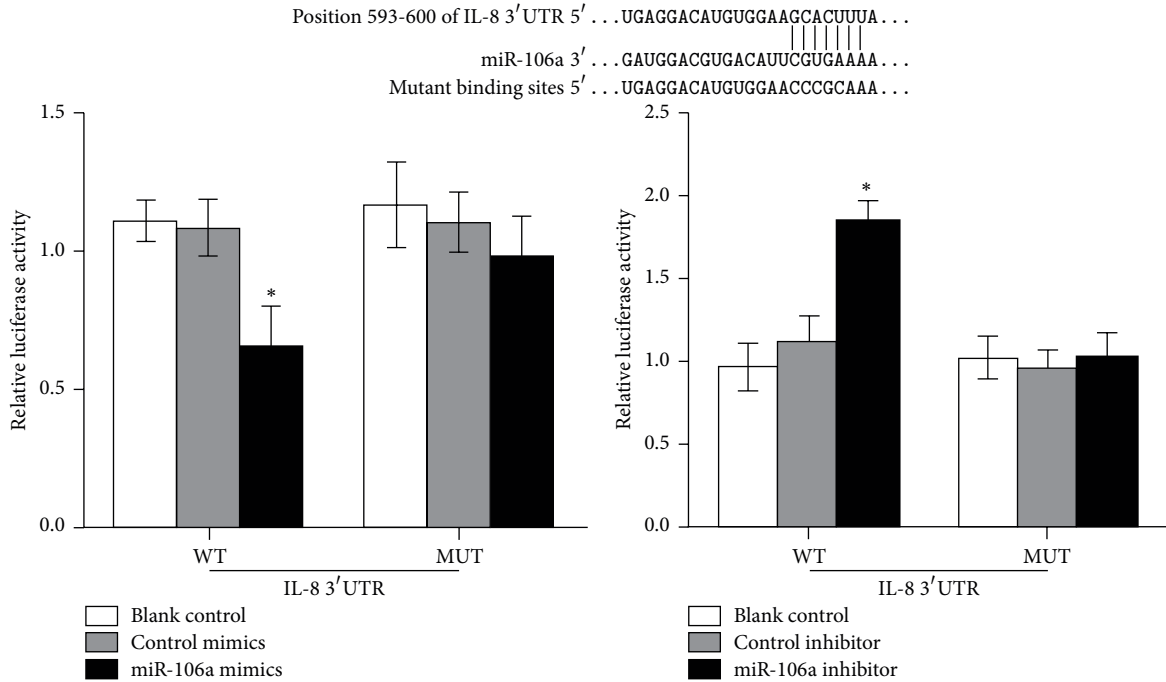 Position 593-600 of IL-8 3′UTR 5′ ...UGAGGACAUGUGGAAGCACUUUA...
miR-106a 3′ ...GAUGGACGUGACAUUCGUGAAAA...
Mutant binding sites 5′ ...UGAGGACAUGUGGAACCCGCAAA...
1.5
1.0
0.5
0.0
Relative luciferase activity
*
WT
MUT
IL-8 3′UTR
Blank control
Control mimics
miR-106a mimics
2.5
2.0
1.5
1.0
0.5
0.0
Relative luciferase activity
*
WT
MUT
IL-8 3′UTR
Blank control
Control inhibitor
miR-106a inhibitor